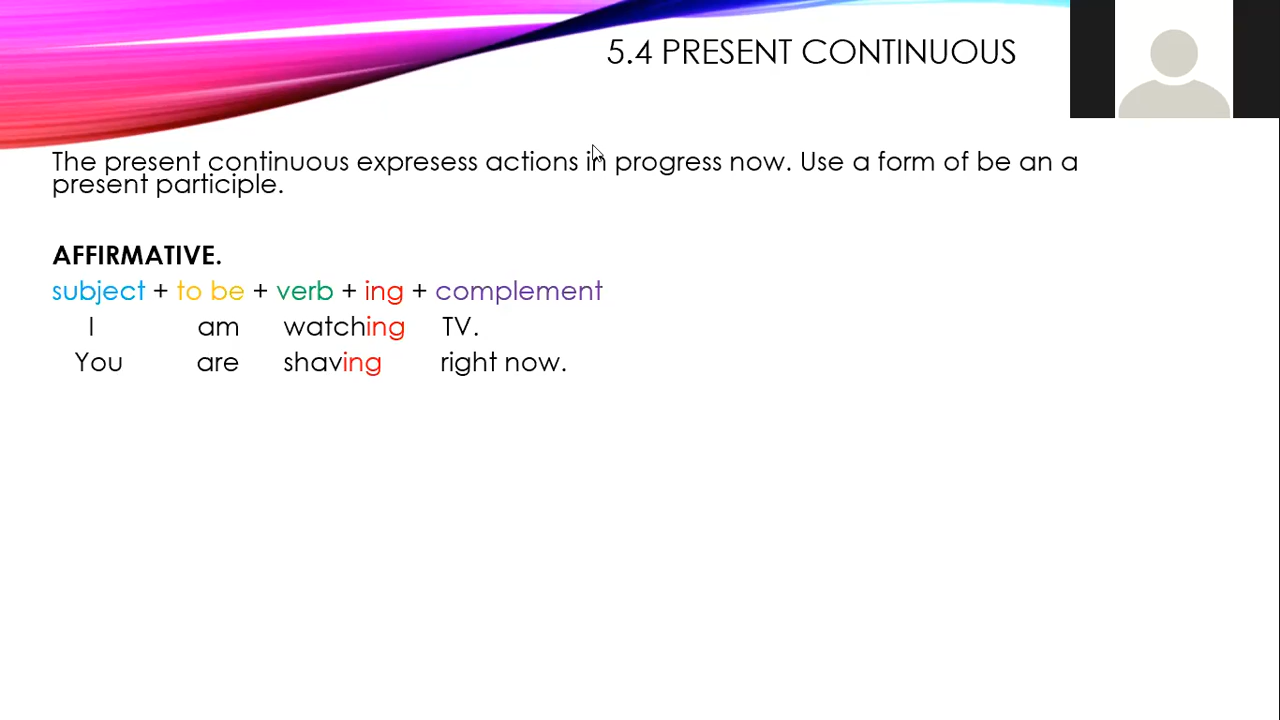 5.4 PRESENT CONTINUOUS
The present continuous expresess actions in progress now. Use a form of be an a
present participle.
AFFIRMATIVE.
subject + to be + verb + ing + complement
I am watching TV.
You are shaving right now.